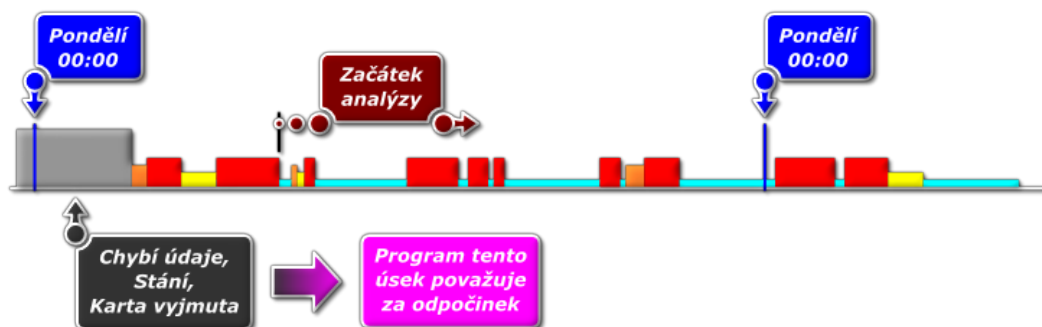 Pondělí
00:00
Začátek
analýzy
Pondělí
00:00
Chybí údaje,
Stání,
Karta vyjmuta
Program tento
úsek považuje
za odpočinek